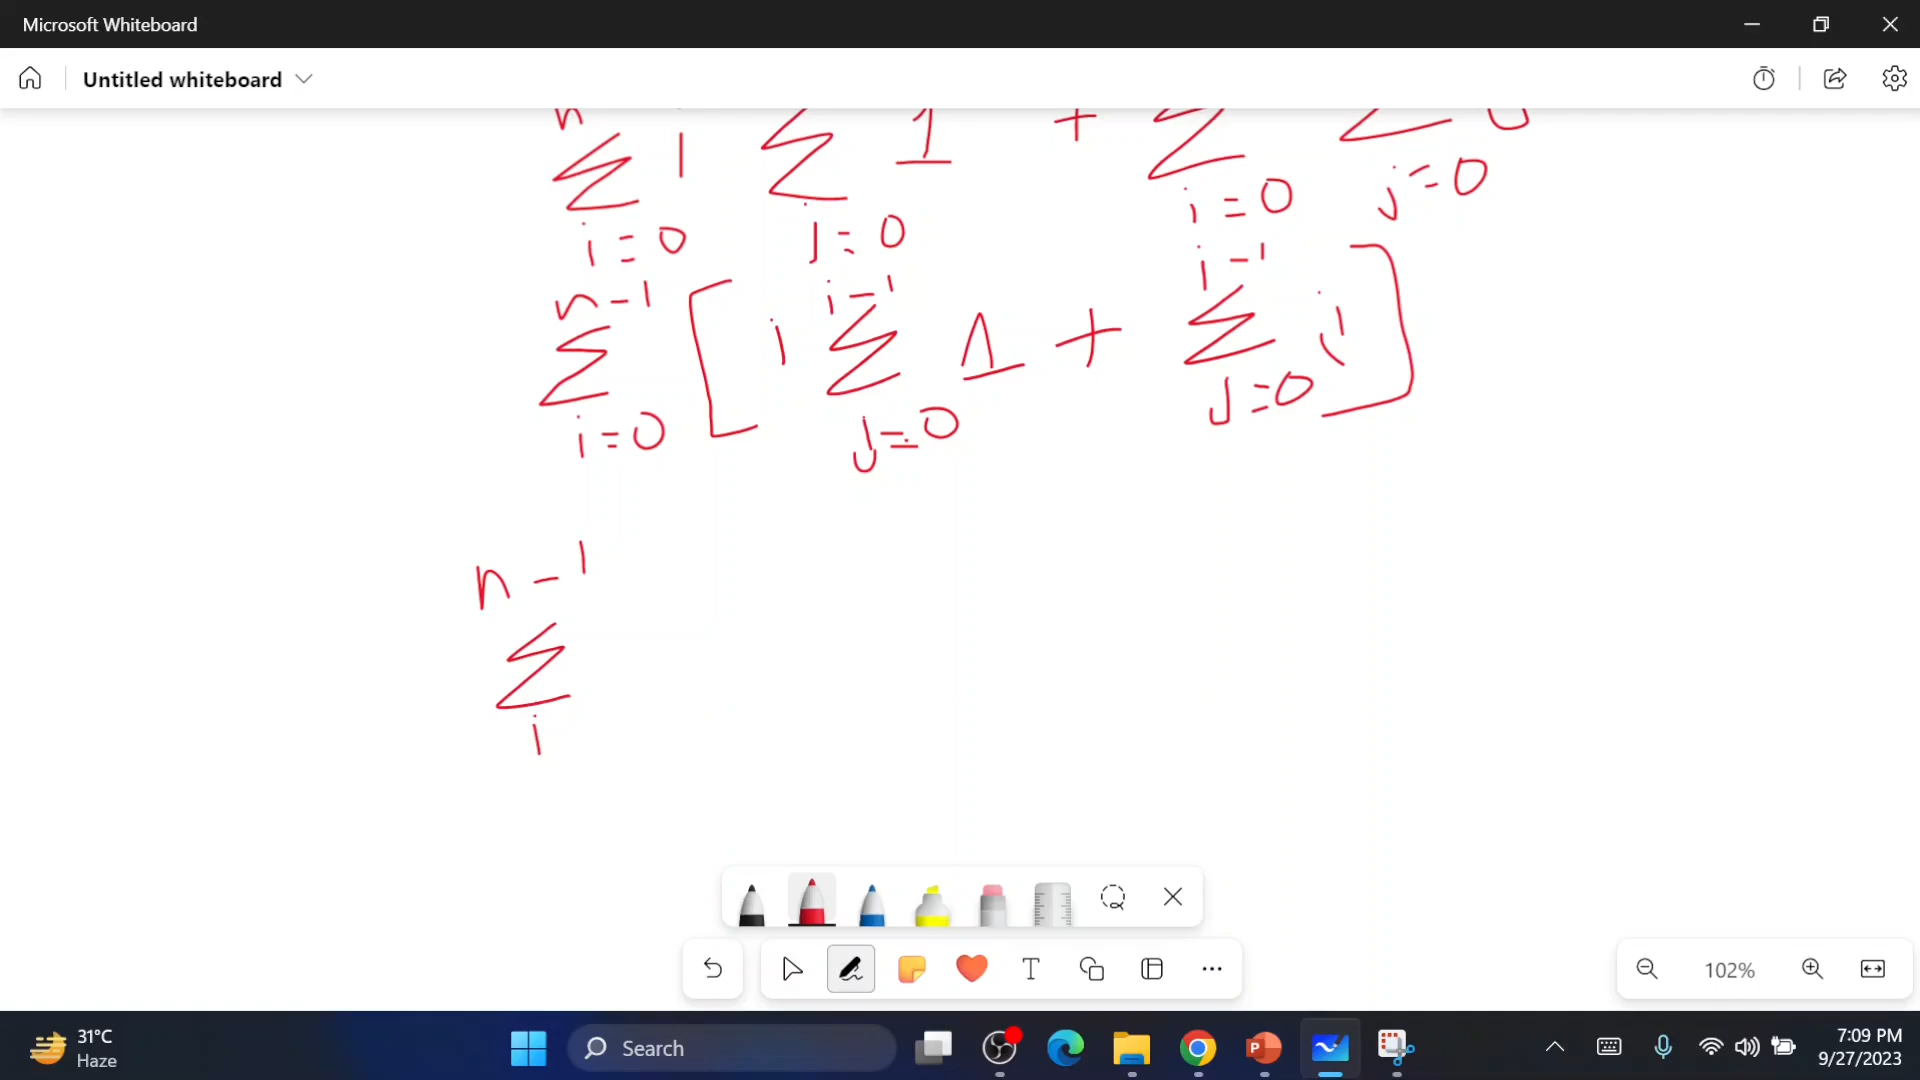 Microsoft Whiteboard
Untitled whiteboard
n
Σ i Σ 1 + Σ Σ
i=0 j=0 i=0 j=0
n-1 i-1 i-1
Σ [ i Σ 1 + Σ j ]
i=0 j=0 j=0
n-1
Σ
i
102%
31°C
Haze
Search
7:09 PM
9/27/2023